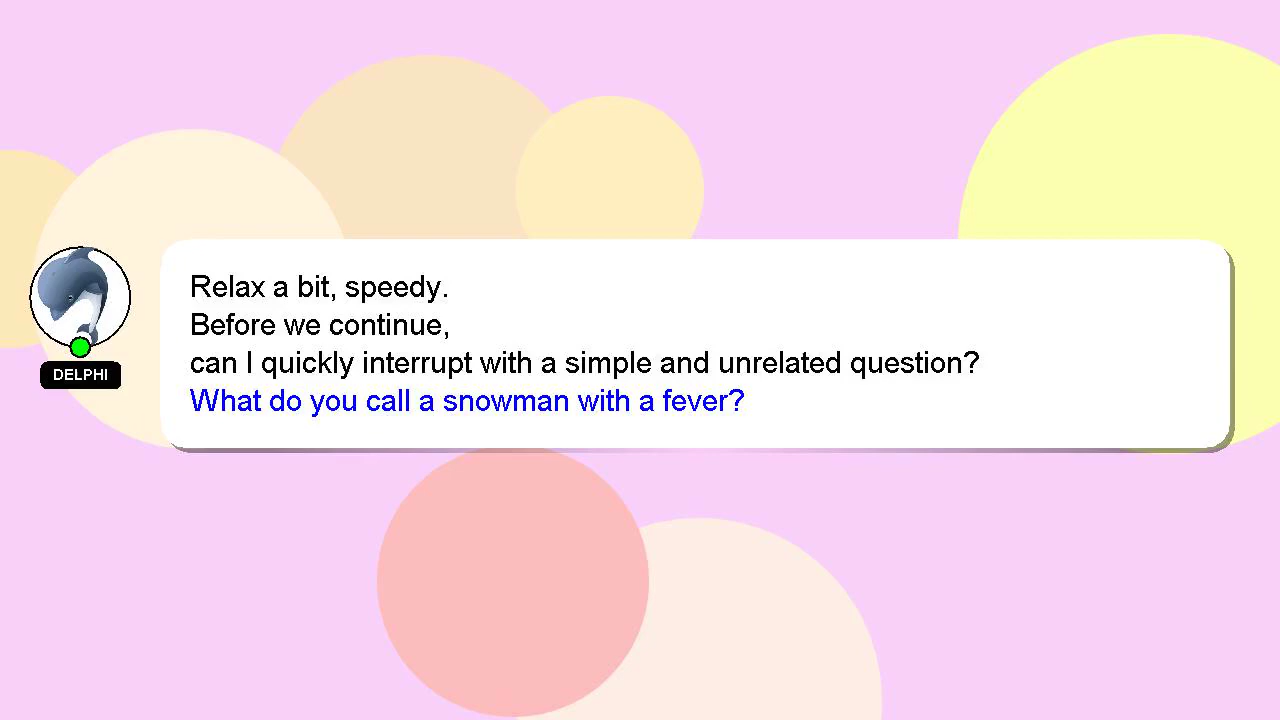 Relax a bit, speedy.
Before we continue,
can I quickly interrupt with a simple and unrelated question?
What do you call a snowman with a fever?
DELPHI